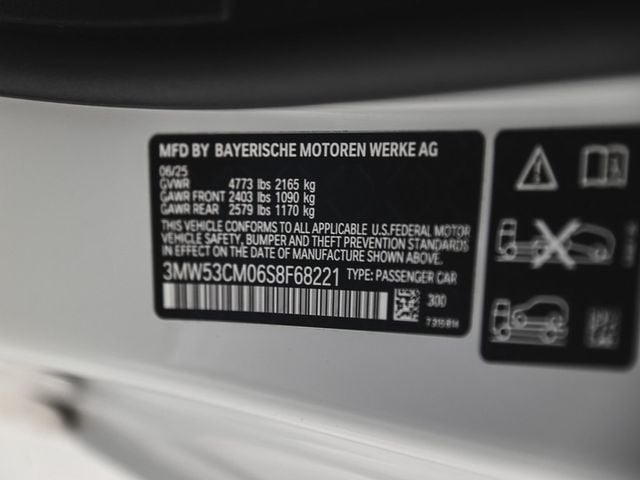 MFD BY BAYERISCHE MOTOREN WERKE AG
06/25
GVWR 4773 lbs 2165 kg
GAWR FRONT 2403 lbs 1090 kg
GAWR REAR 2579 lbs 1170 kg
THIS VEHICLE CONFORMS TO ALL APPLICABLE U.S.FEDERAL MOTOR
VEHICLE SAFETY, BUMPER AND THEFT PREVENTION STANDARDS
IN EFFECT ON THE DATE OF MANUFACTURE SHOWN ABOVE.
3MW53CM06S8F68221 TYPE: PASSENGER CAR
300